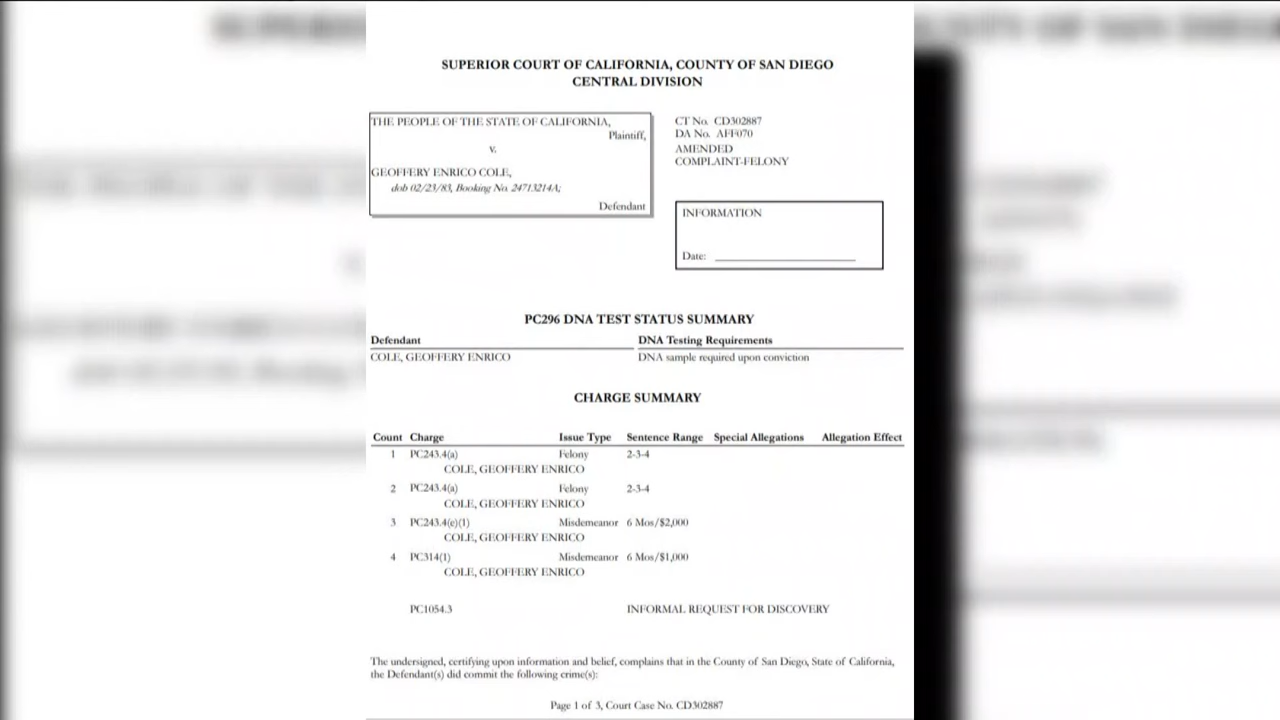 SUPERIOR COURT OF CALIFORNIA, COUNTY OF SAN DIEGO
CENTRAL DIVISION
THE PEOPLE OF THE STATE OF CALIFORNIA,
Plaintiff,
v.
GEOFFERY ENRICO COLE,
dob 02/23/83, Booking No. 24713214A;
Defendant
CT No. CD302887
DA No. AFF070
AMENDED
COMPLAINT-FELONY
INFORMATION
Date:
PC296 DNA TEST STATUS SUMMARY
Defendant DNA Testing Requirements
COLE, GEOFFERY ENRICO DNA sample required upon conviction
CHARGE SUMMARY
Count Charge Issue Type Sentence Range Special Allegations Allegation Effect
1 PC243.4(a) Felony 2-3-4
COLE, GEOFFERY ENRICO
2 PC243.4(a) Felony 2-3-4
COLE, GEOFFERY ENRICO
3 PC243.4(e)(1) Misdemeanor 6 Mos/$2,000
COLE, GEOFFERY ENRICO
4 PC314(1) Misdemeanor 6 Mos/$1,000
COLE, GEOFFERY ENRICO
PC1054.3 INFORMAL REQUEST FOR DISCOVERY
The undersigned, certifying upon information and belief, complains that in the County of San Diego, State of California,
the Defendant(s) did commit the following crime(s):
Page 1 of 3, Court Case No. CD302887